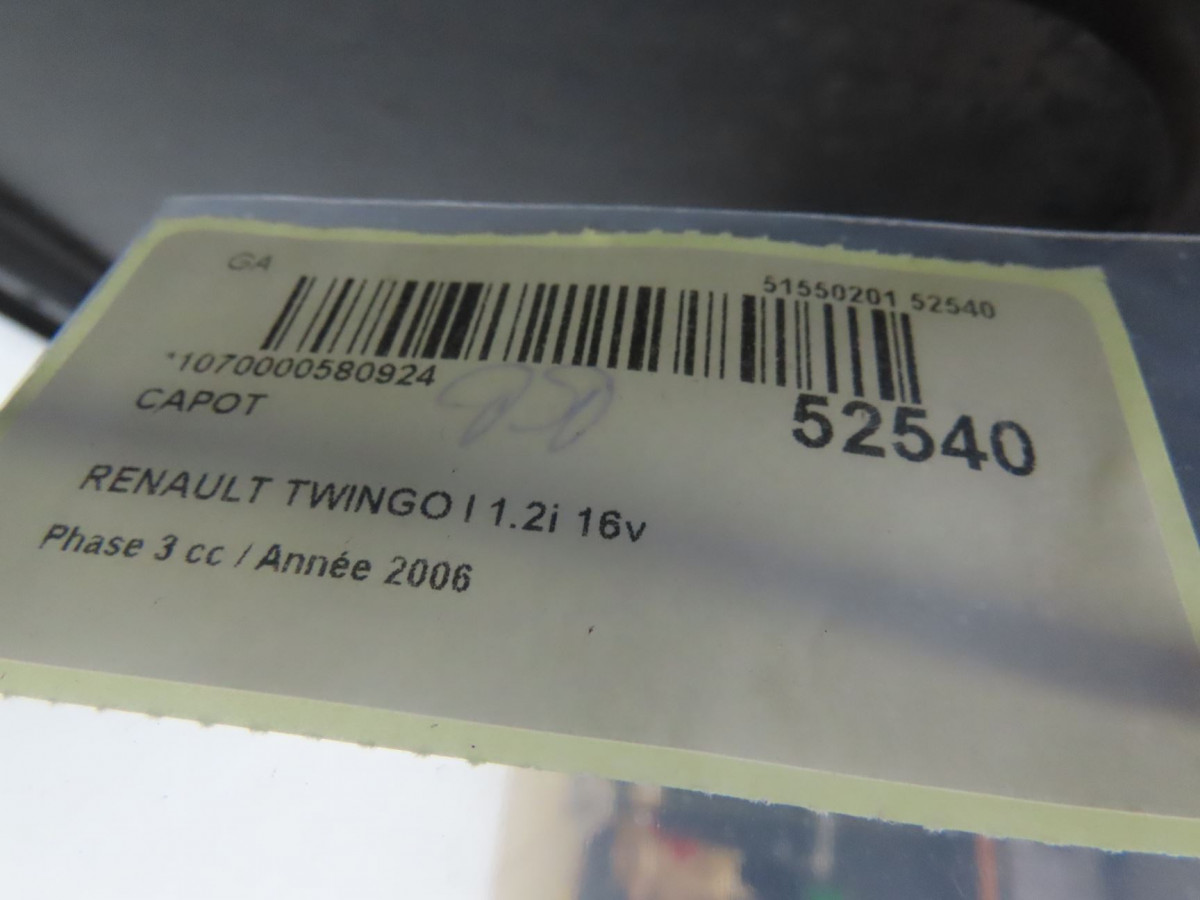 GA
51550201 52540
*1070000580924
CAPOT
52540
RENAULT TWINGO I 1.2i 16v
Phase 3 cc / Année 2006